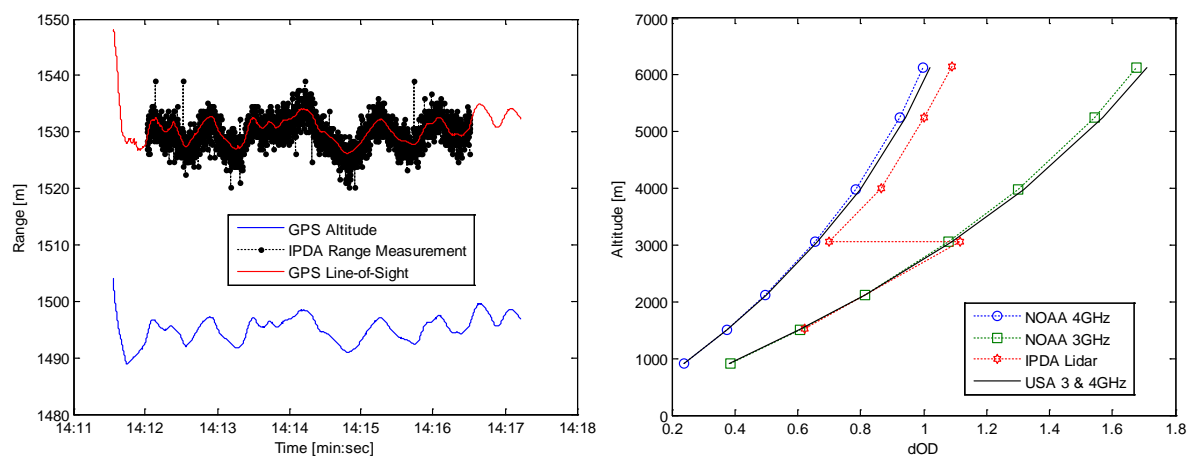 1550
1540
1530
1520
1510
1500
1490
1480
Range [m]
GPS Altitude
IPDA Range Measurement
GPS Line-of-Sight
14:11 14:12 14:13 14:14 14:15 14:16 14:17 14:18
Time [min:sec]
7000
6000
5000
4000
3000
2000
1000
0
Altitude [m]
NOAA 4GHz
NOAA 3GHz
IPDA Lidar
USA 3 & 4GHz
0.2 0.4 0.6 0.8 1 1.2 1.4 1.6 1.8
dOD